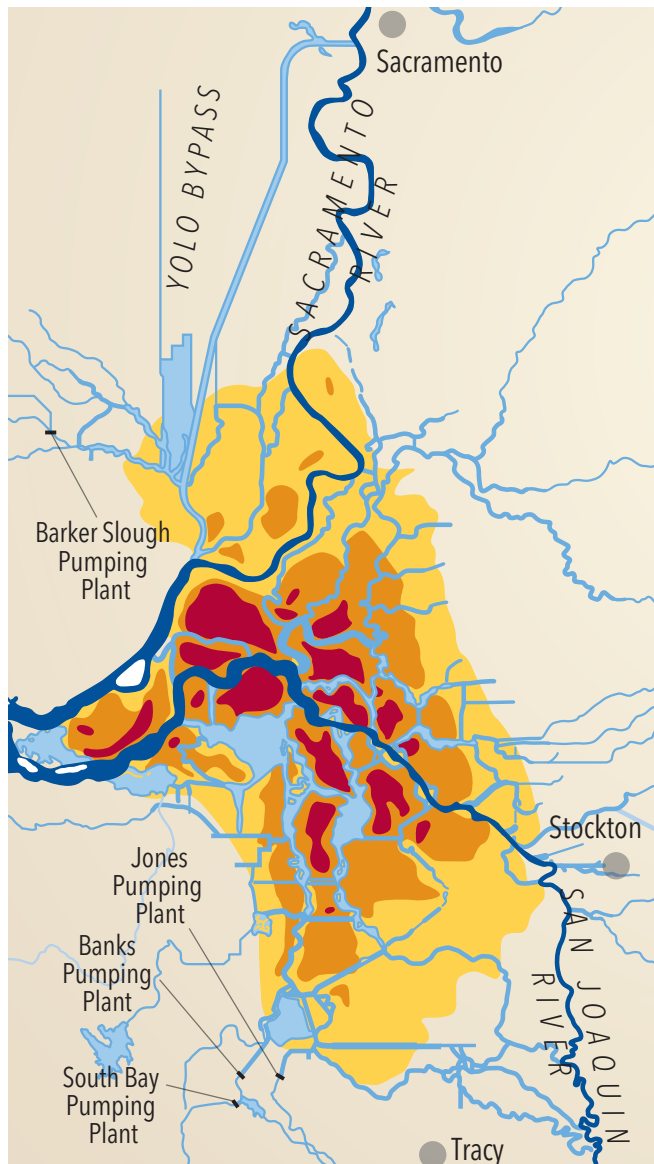 Sacramento
YOLO BYPASS
SACRAMENTO
RIVER
Barker Slough
Pumping
Plant
Stockton
Jones
Pumping
Plant
Banks
Pumping
Plant
SAN JOAQUIN
RIVER
South Bay
Pumping
Plant
Tracy